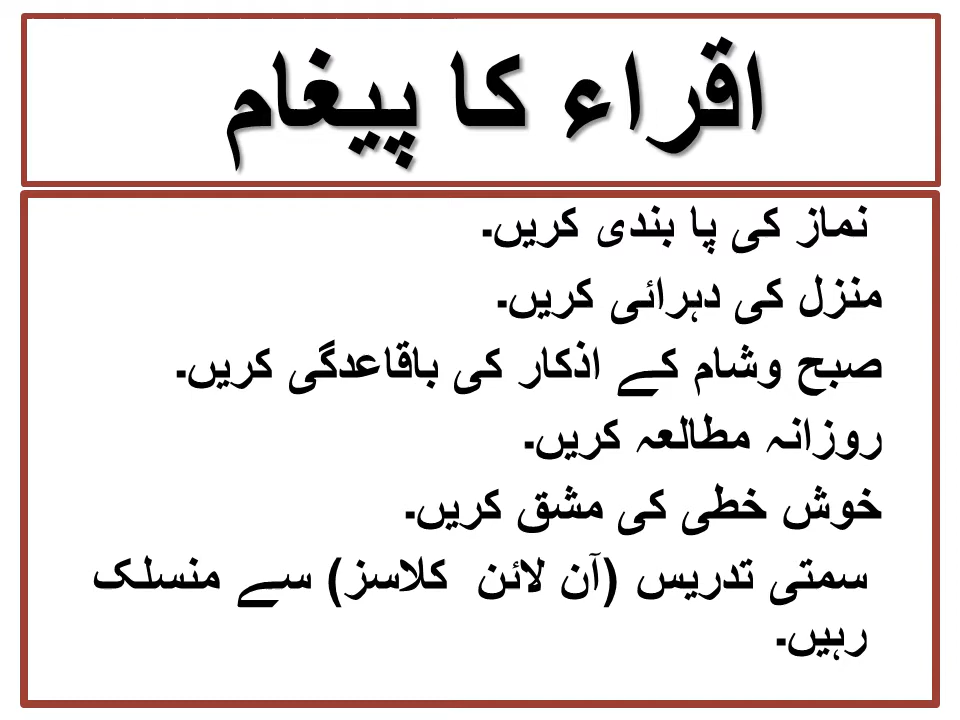 اقراء کا پیغام
نماز کی پا بندی کریں۔
منزل کی دہرائی کریں۔
صبح وشام کے اذکار کی باقاعدگی کریں۔
روزانہ مطالعہ کریں۔
خوش خطی کی مشق کریں۔
سمتی تدریس (آن لائن کلاسز) سے منسلک
رہیں۔